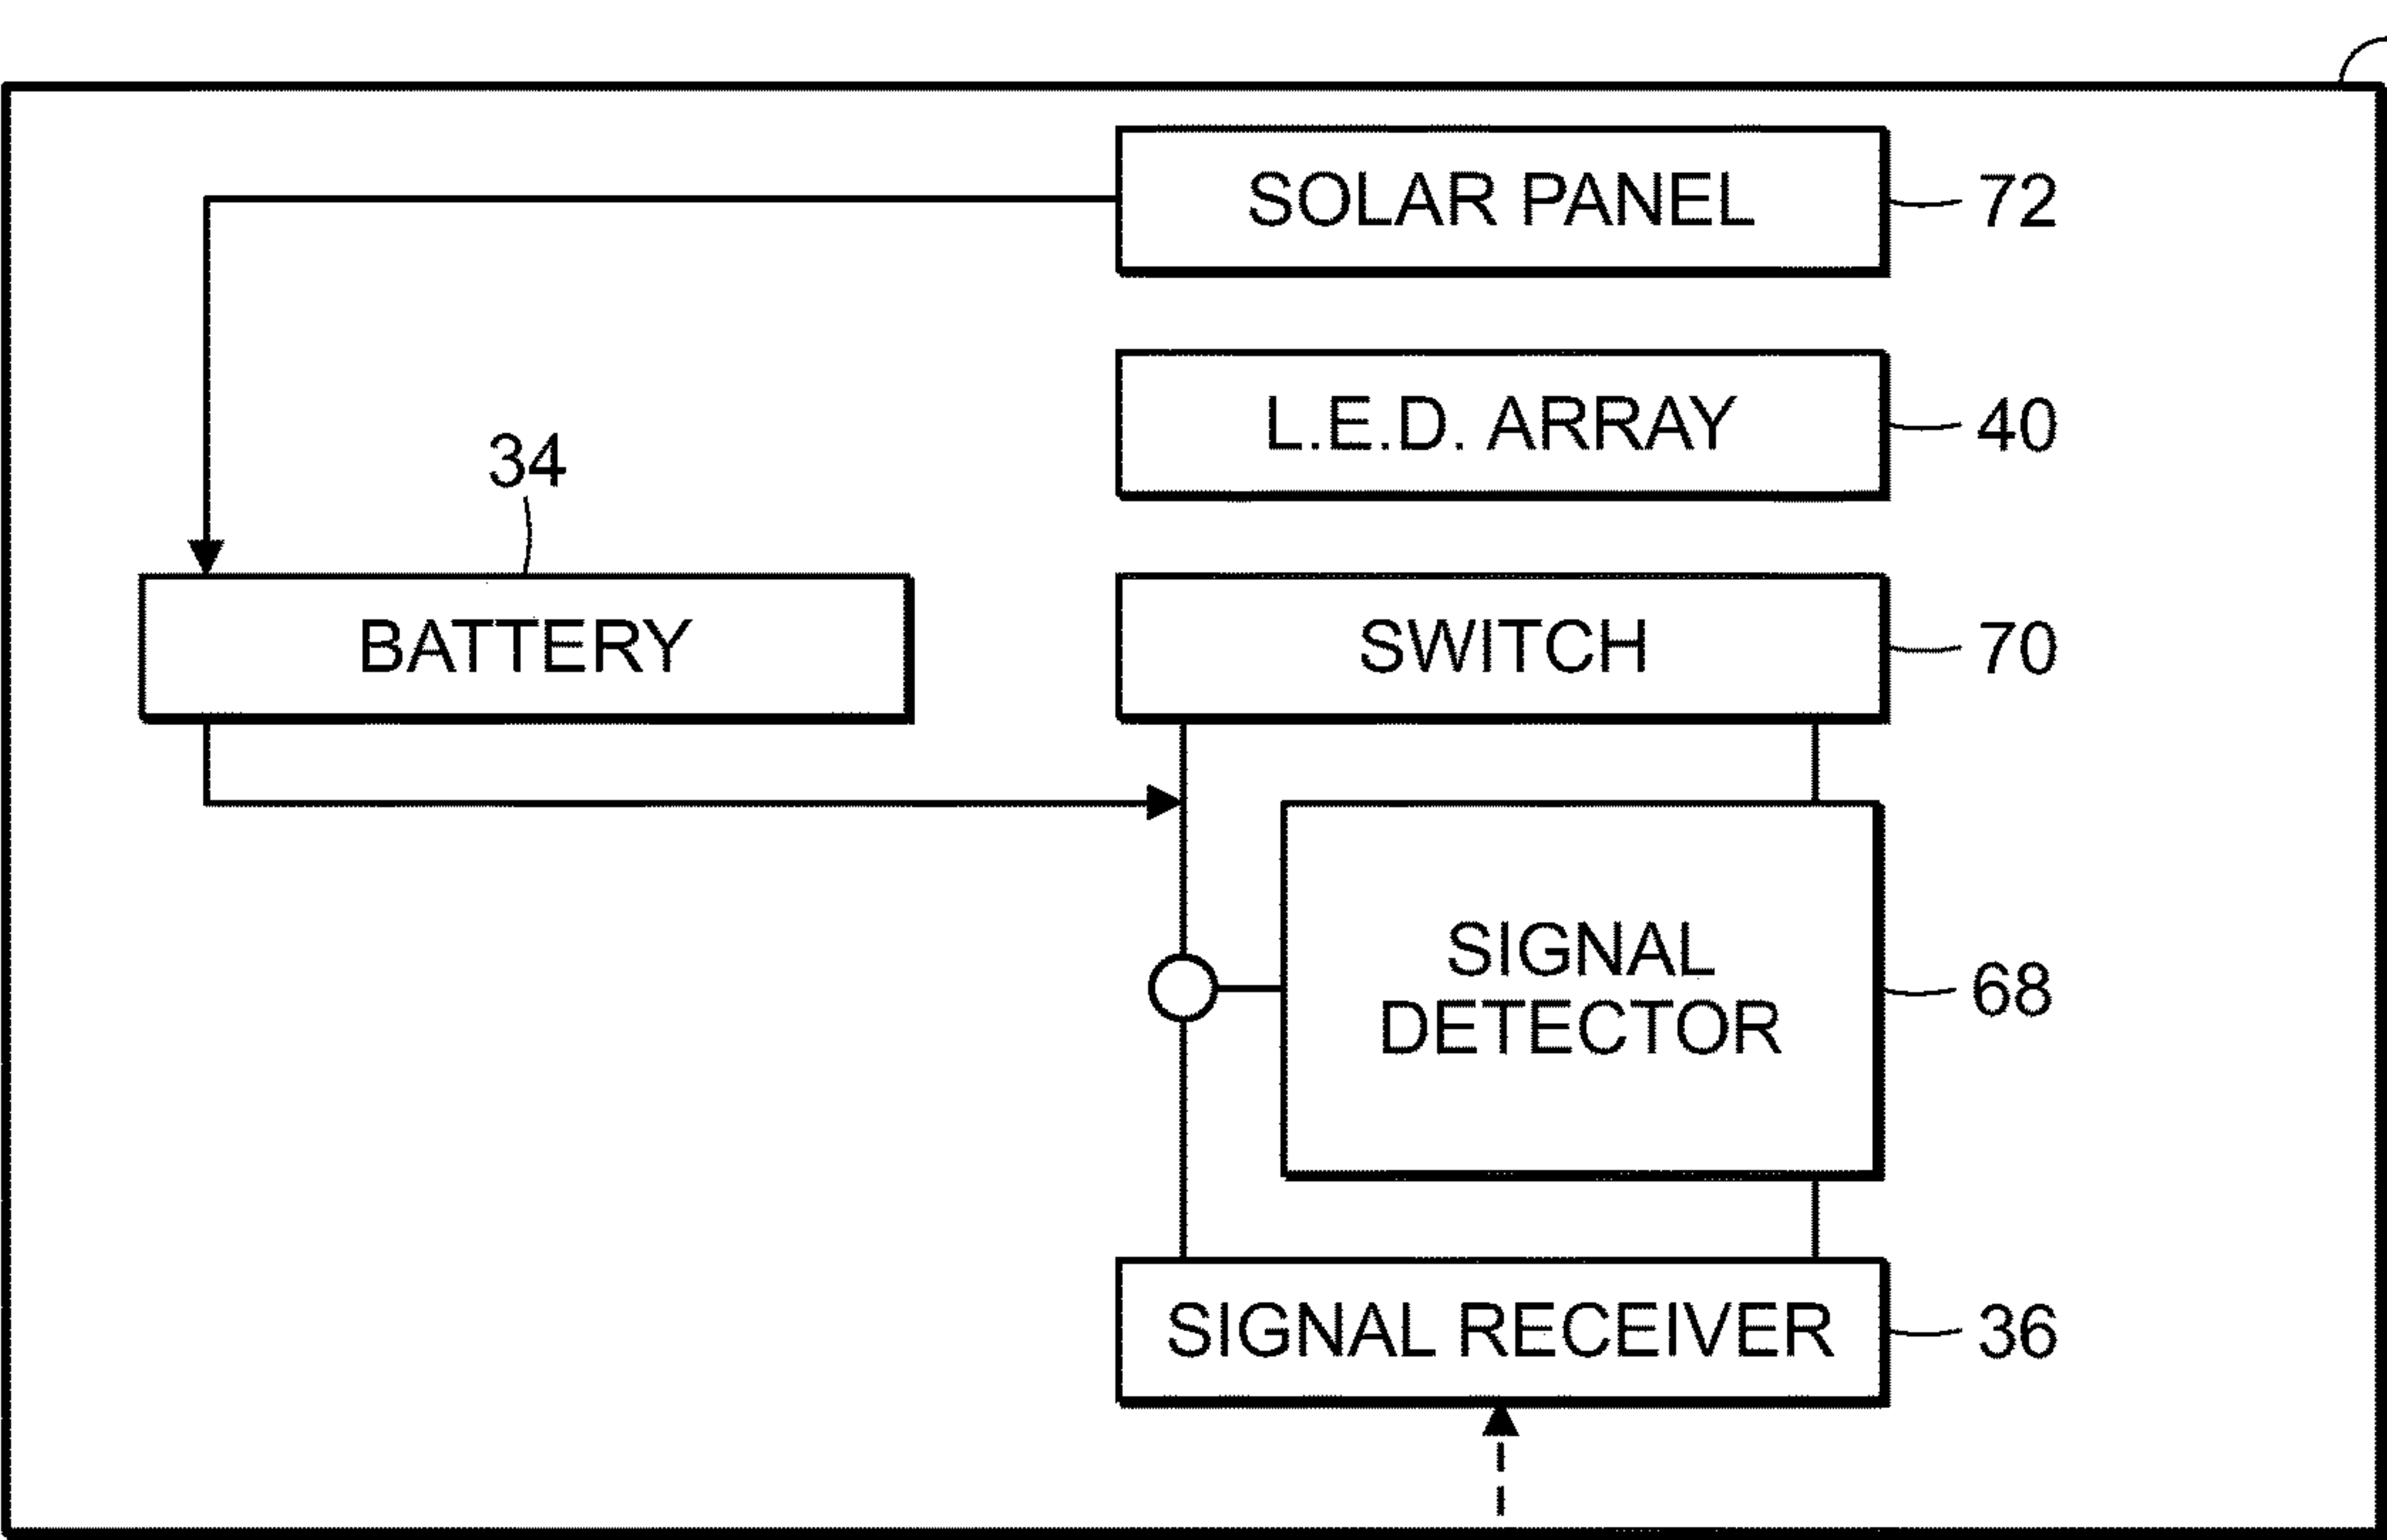 SOLAR PANEL 72
L.E.D. ARRAY 40
34
BATTERY
SWITCH 70
SIGNAL
DETECTOR
68
SIGNAL RECEIVER 36